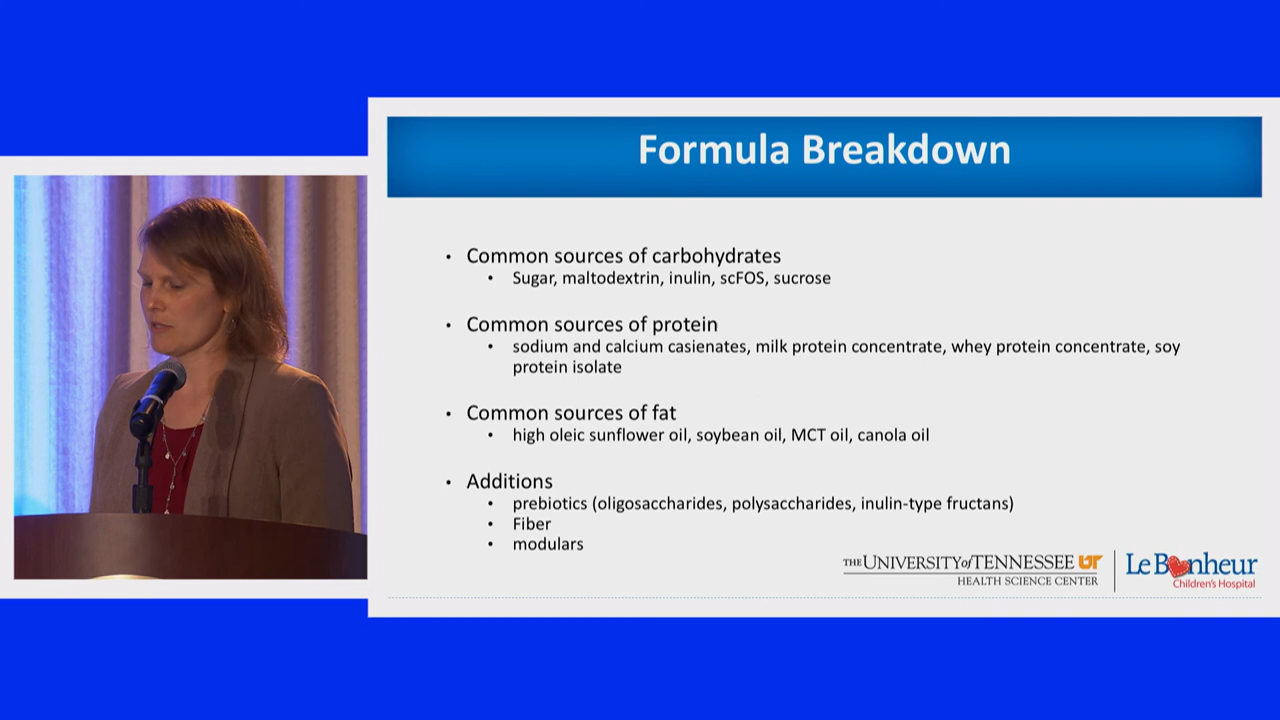 Formula Breakdown
• Common sources of carbohydrates
• Sugar, maltodextrin, inulin, scFOS, sucrose
• Common sources of protein
• sodium and calcium casienates, milk protein concentrate, whey protein concentrate, soy
protein isolate
• Common sources of fat
• high oleic sunflower oil, soybean oil, MCT oil, canola oil
• Additions
• prebiotics (oligosaccharides, polysaccharides, inulin-type fructans)
• Fiber
• modulars
THE UNIVERSITY of TENNESSEE UT
HEALTH SCIENCE CENTER
Le Bonheur
Children's Hospital